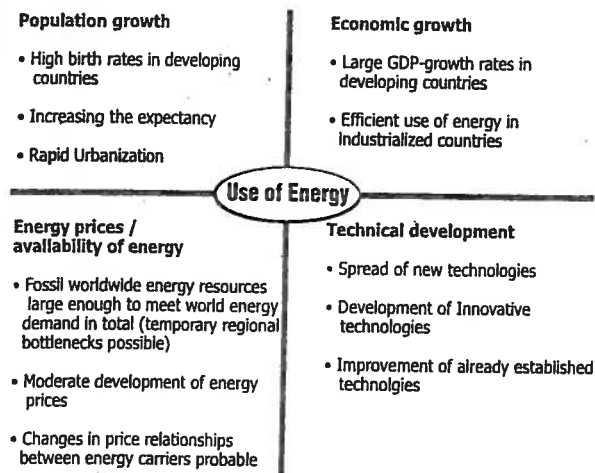 Population growth
• High birth rates in developing
countries
• Increasing the expectancy
• Rapid Urbanization
Economic growth
• Large GDP-growth rates in
developing countries
• Efficient use of energy in
industrialized countries
Use of Energy
Energy prices /
availability of energy
• Fossil worldwide energy resources
large enough to meet world energy
demand in total (temporary regional
bottlenecks possible)
• Moderate development of energy
prices
• Changes in price relationships
between energy carriers probable
Technical development
• Spread of new technologies
• Development of Innovative
technologies
• Improvement of already established
technolgies